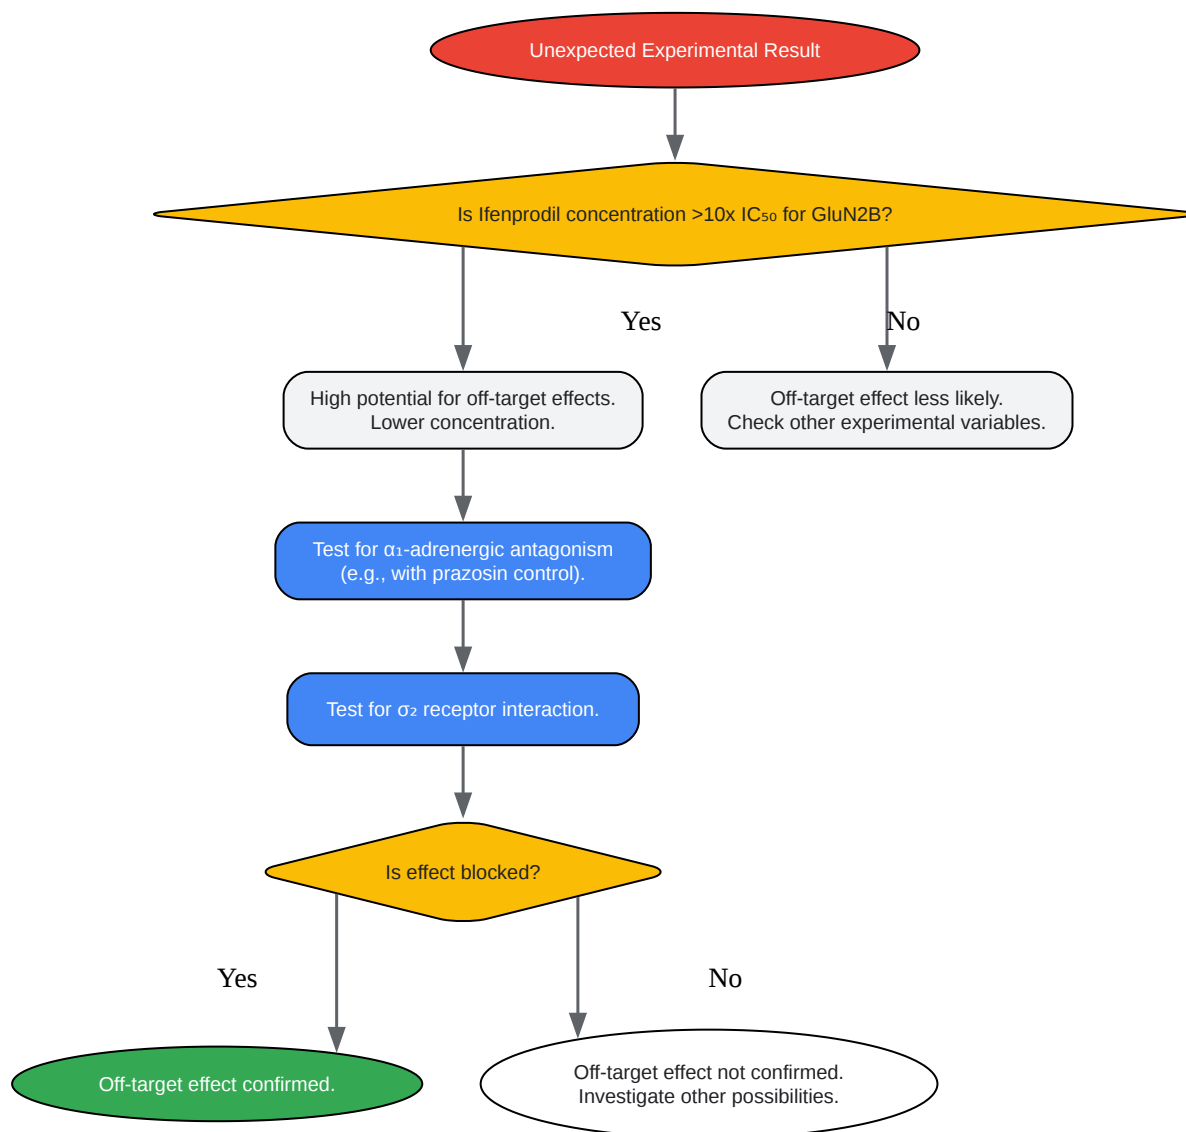 Unexpected Experimental Result
Is Ifenprodil concentration >10x IC₅₀ for GluN2B?
Yes
No
High potential for off-target effects.
Lower concentration.
Off-target effect less likely.
Check other experimental variables.
Test for α₁-adrenergic antagonism
(e.g., with prazosin control).
Test for σ₂ receptor interaction.
Is effect blocked?
Yes
No
Off-target effect confirmed.
Off-target effect not confirmed.
Investigate other possibilities.